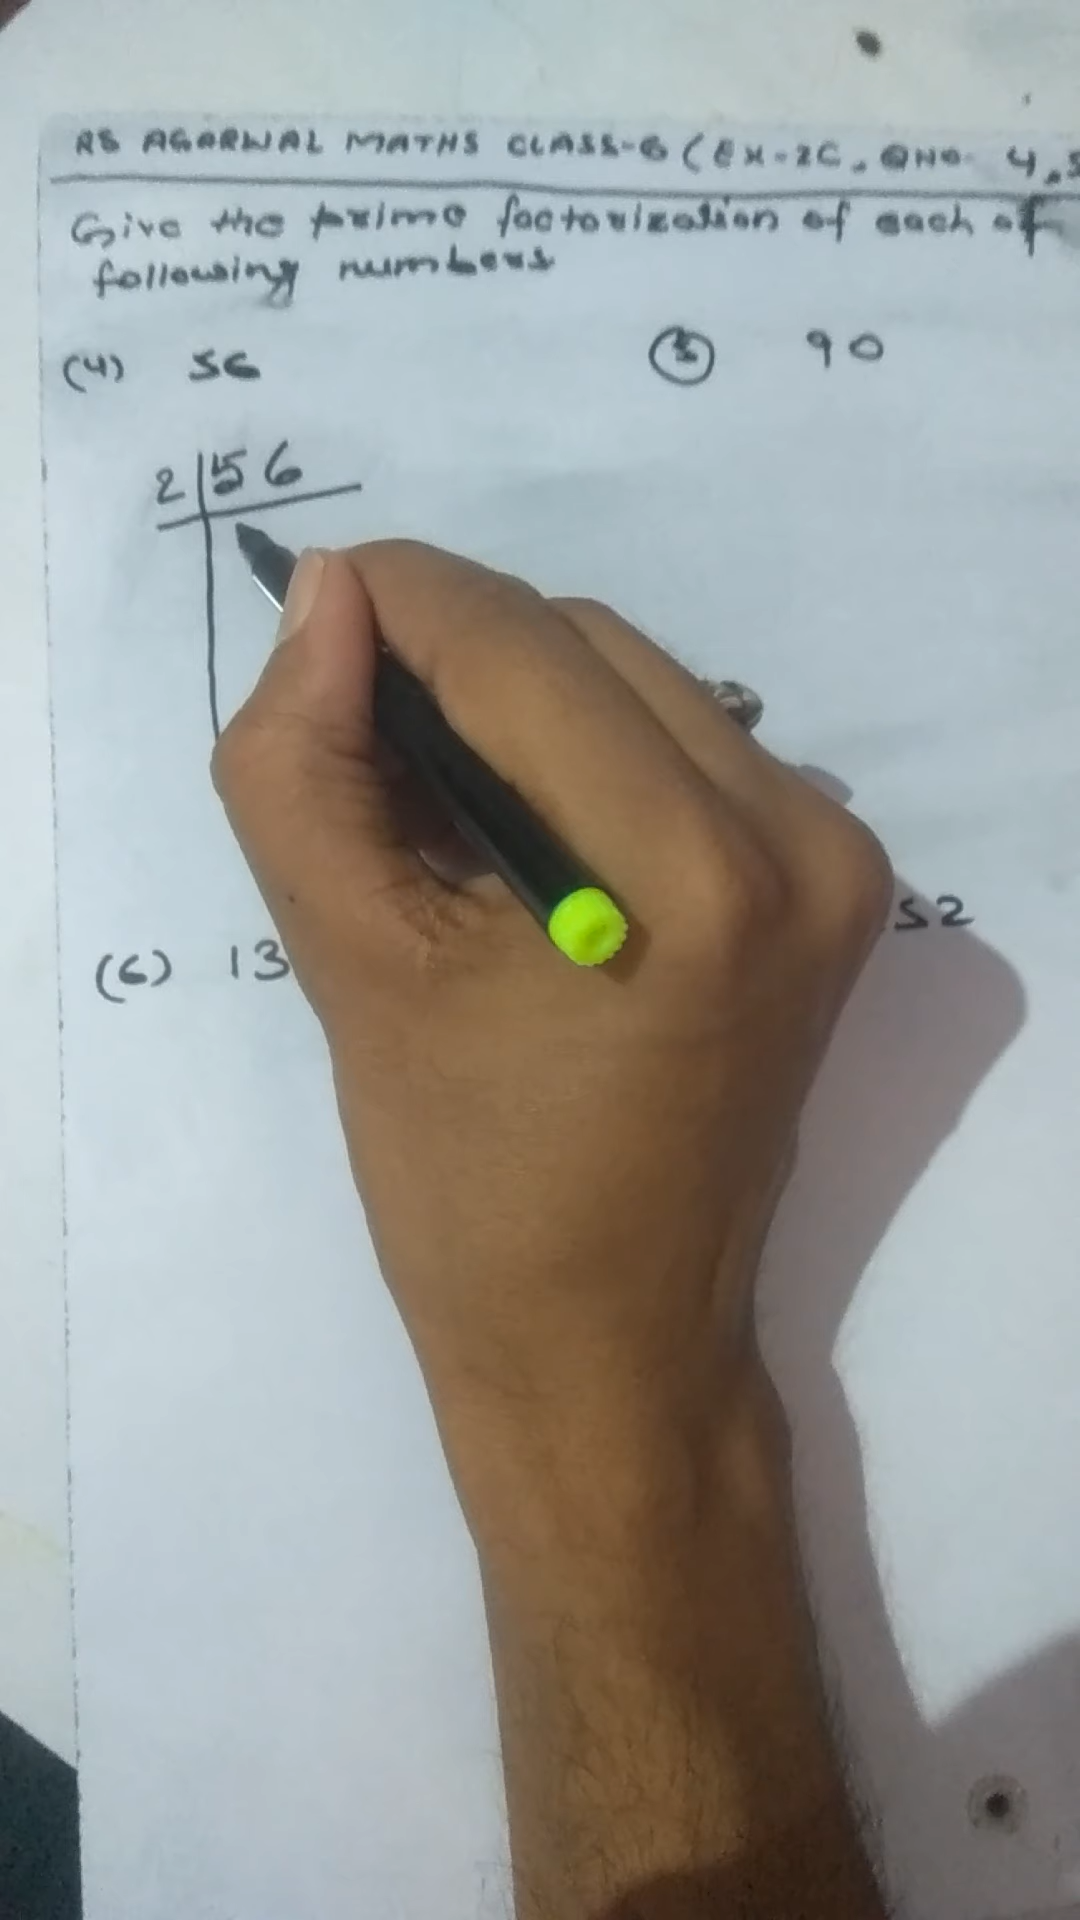 RS AGARWAL MATHS CLASS-6 (EX-2C, QNO- 4,5
Give the prime factorization of each of
following numbers
(4) 56
(5) 90
2 56
(6) 13
52